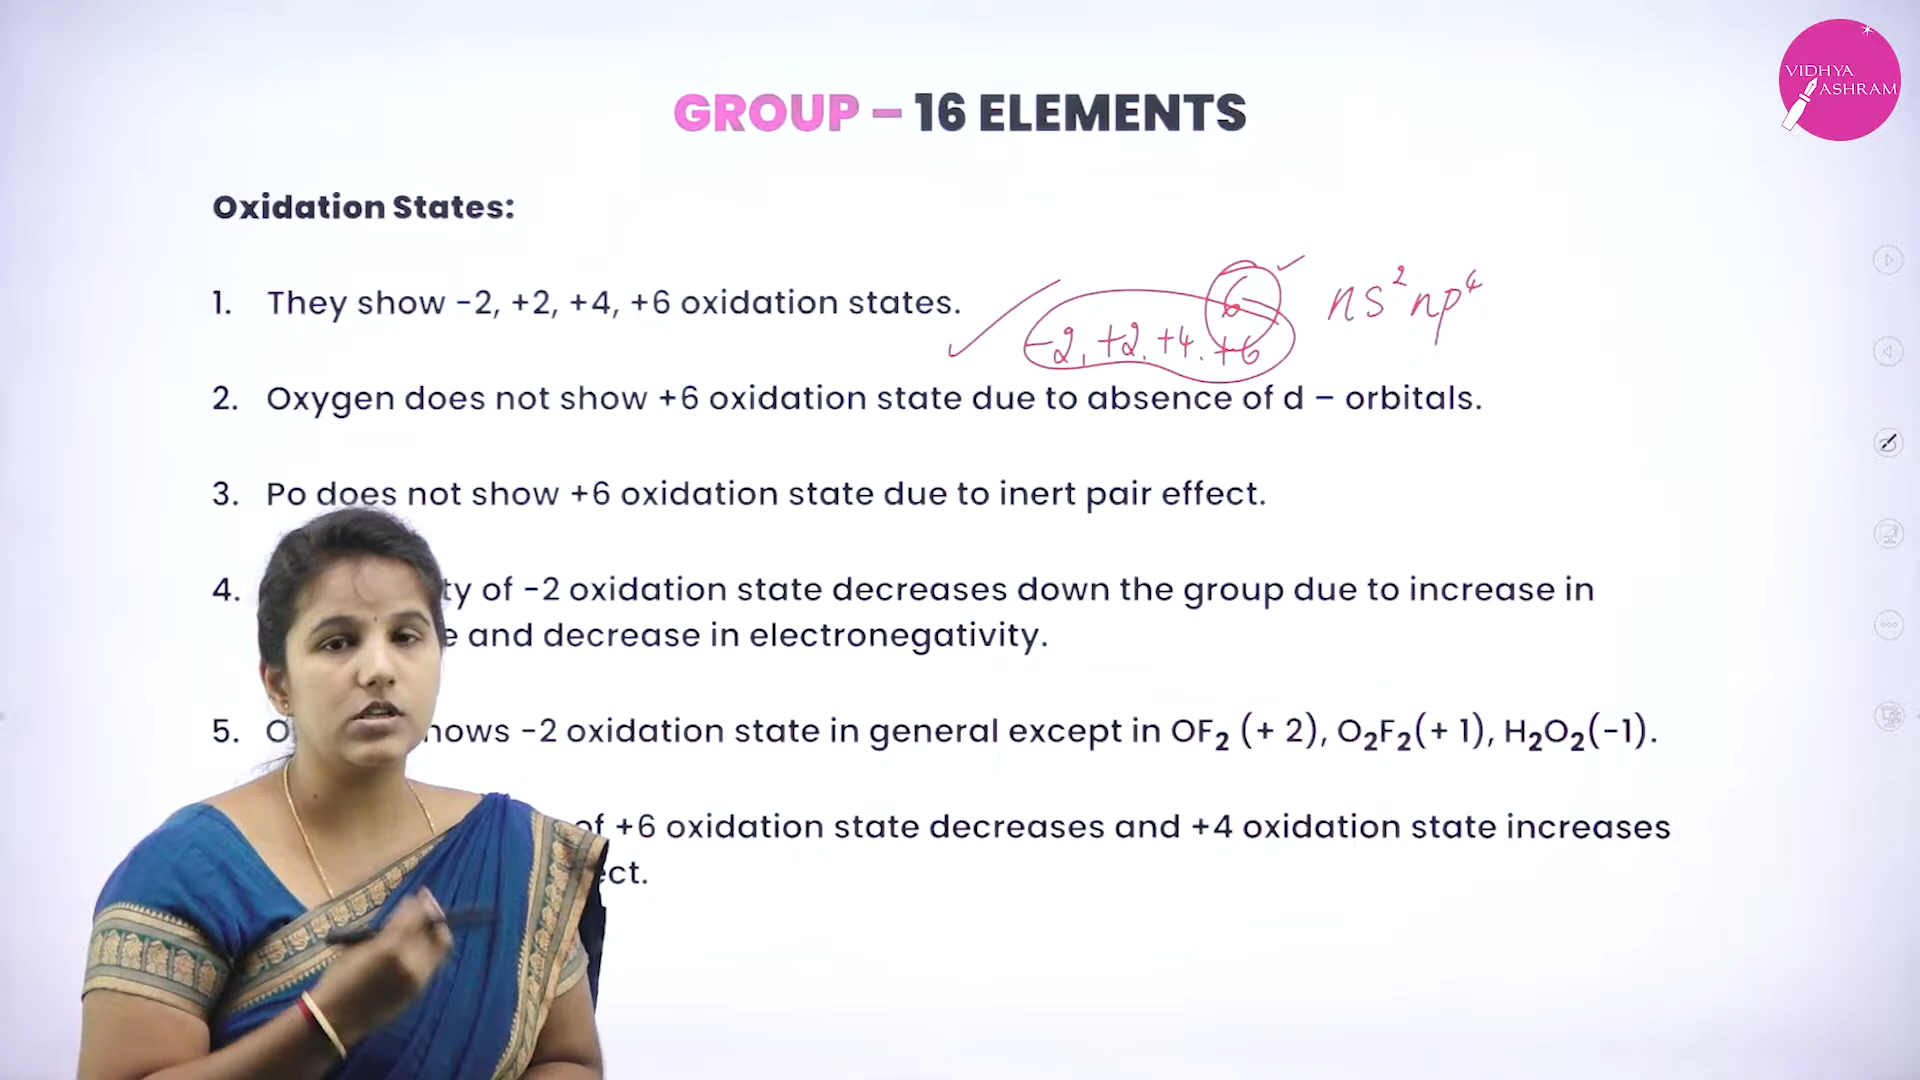 VIDHYA
ASHRAM
GROUP – 16 ELEMENTS
Oxidation States:
1. They show -2, +2, +4, +6 oxidation states.
6
ns² np⁴
-2, +2, +4, +6
2. Oxygen does not show +6 oxidation state due to absence of d – orbitals.
3. Po does not show +6 oxidation state due to inert pair effect.
4. of -2 oxidation state decreases down the group due to increase in
and decrease in electronegativity.
5. shows -2 oxidation state in general except in OF₂ (+ 2), O₂F₂(+ 1), H₂O₂(-1).
of +6 oxidation state decreases and +4 oxidation state increases